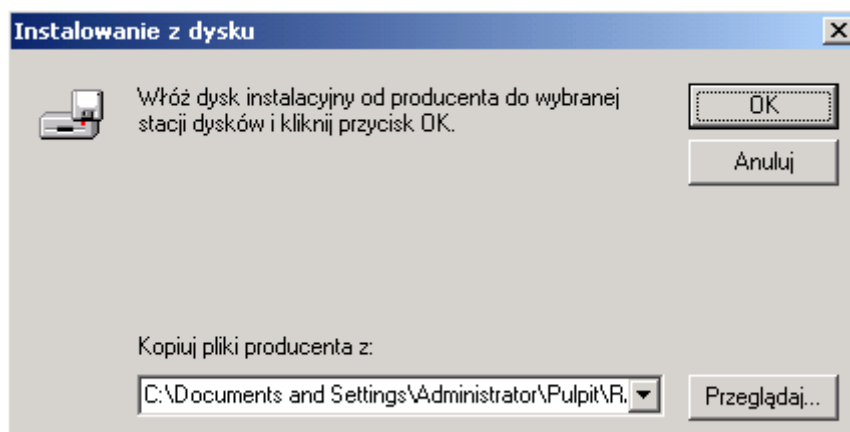 Instalowanie z dysku
Włóż dysk instalacyjny od producenta do wybranej
stacji dysków i kliknij przycisk OK.
OK
Anuluj
Kopiuj pliki producenta z:
C:\Documents and Settings\Administrator\Pulpit\R
Przeglądaj...